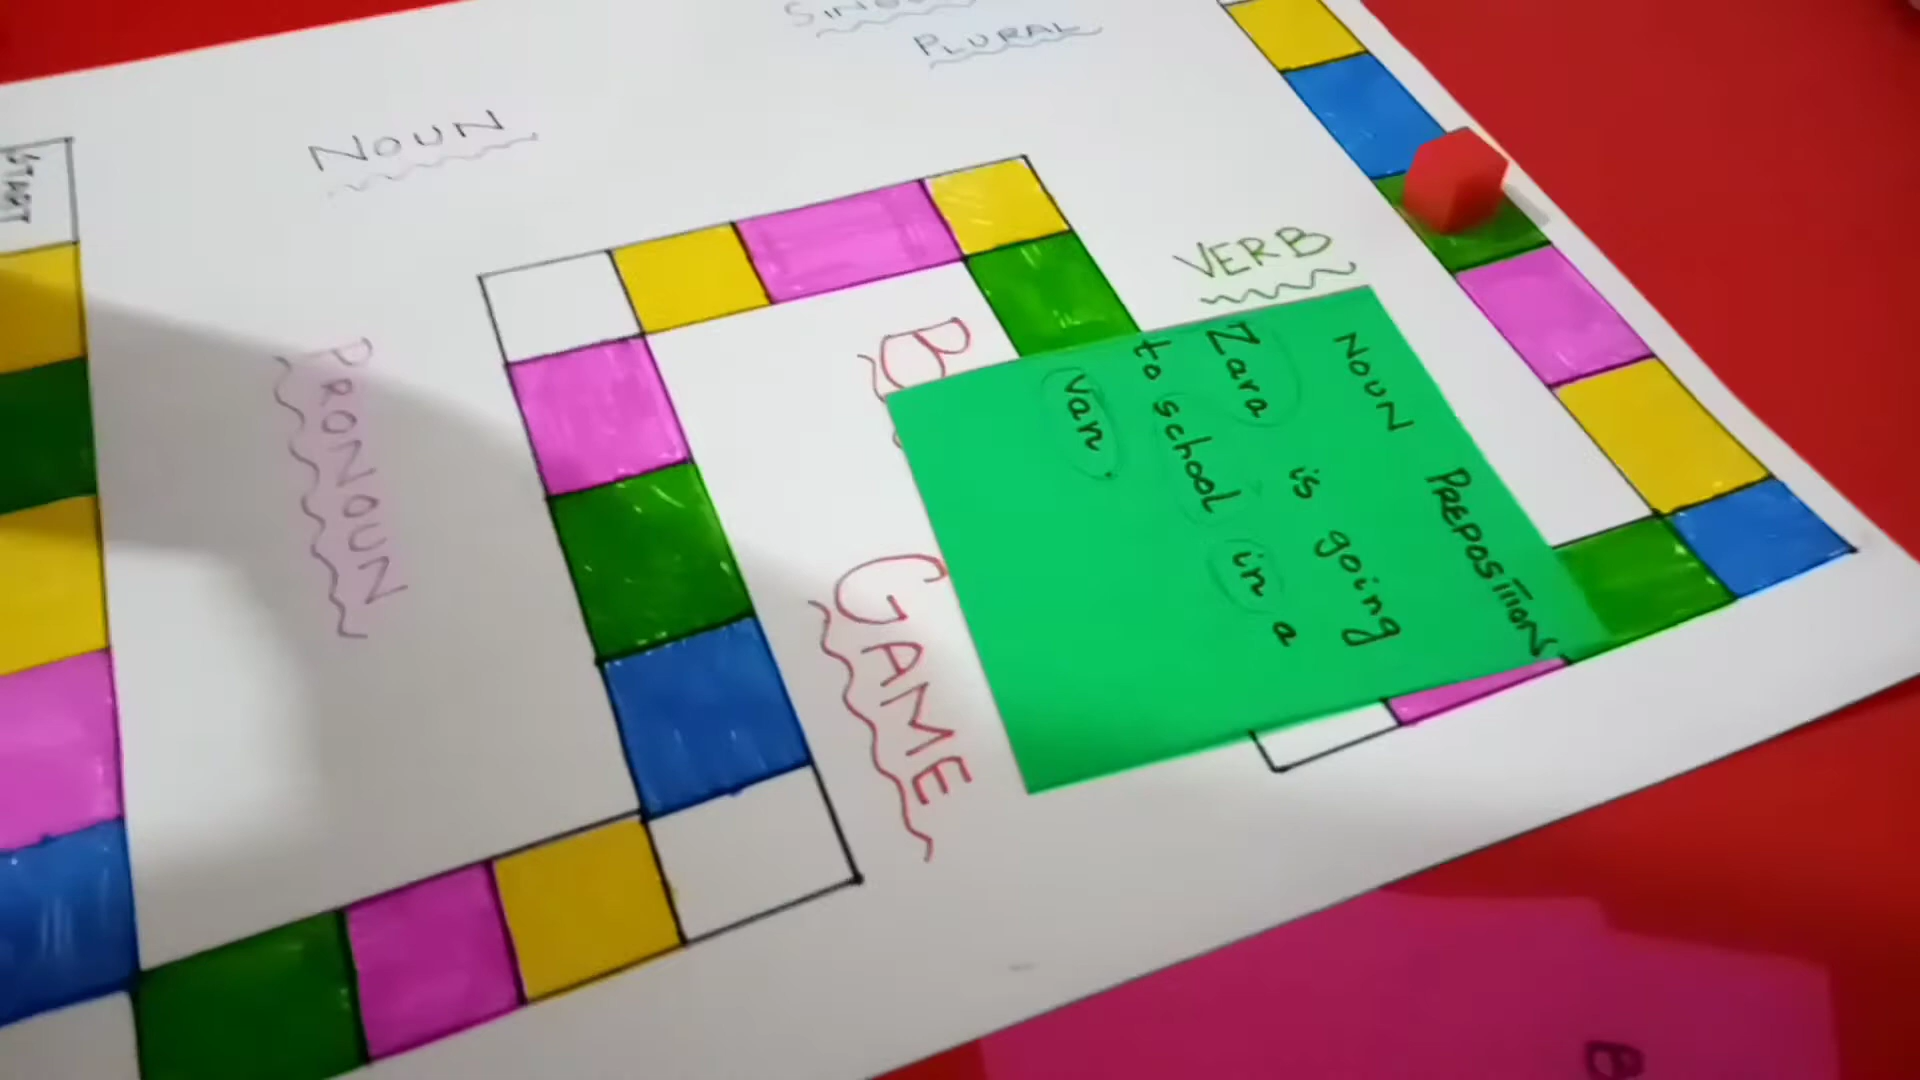 PLURAL
NOUN
START
VERB
PRONOUN
GAME
NOUN PREPOSITION
Zara is going
to school in a
van.
B